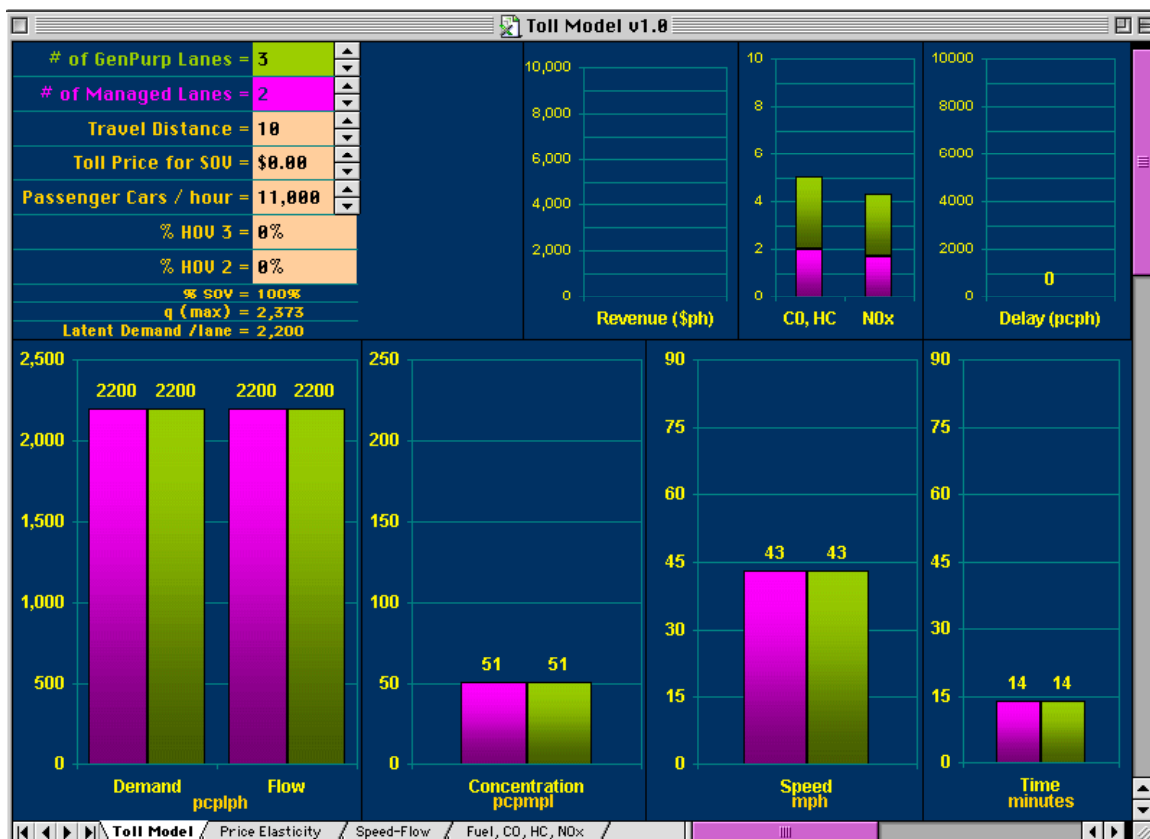 Toll Model v1.0
# of GenPurp Lanes = 3
# of Managed Lanes = 2
Travel Distance = 10
Toll Price for SOV = $0.00
Passenger Cars / hour = 11,000
% HOV 3 = 0%
% HOV 2 = 0%
% SOV = 100%
q (max) = 2,373
Latent Demand /lane = 2,200
10,000
8,000
6,000
4,000
2,000
0
Revenue ($ph)
10
8
6
4
2
0
CO, HC
NOx
10000
8000
6000
4000
2000
0
0
Delay (pcph)
2,500
2,000
1,500
1,000
500
0
2200
2200
2200
2200
Demand
Flow
pcplph
250
200
150
100
50
0
51
51
Concentration
pcpmpl
90
75
60
45
30
15
0
43
43
Speed
mph
90
75
60
45
30
15
0
14
14
Time
minutes
Toll Model
Price Elasticity
Speed-Flow
Fuel, CO, HC, NOx